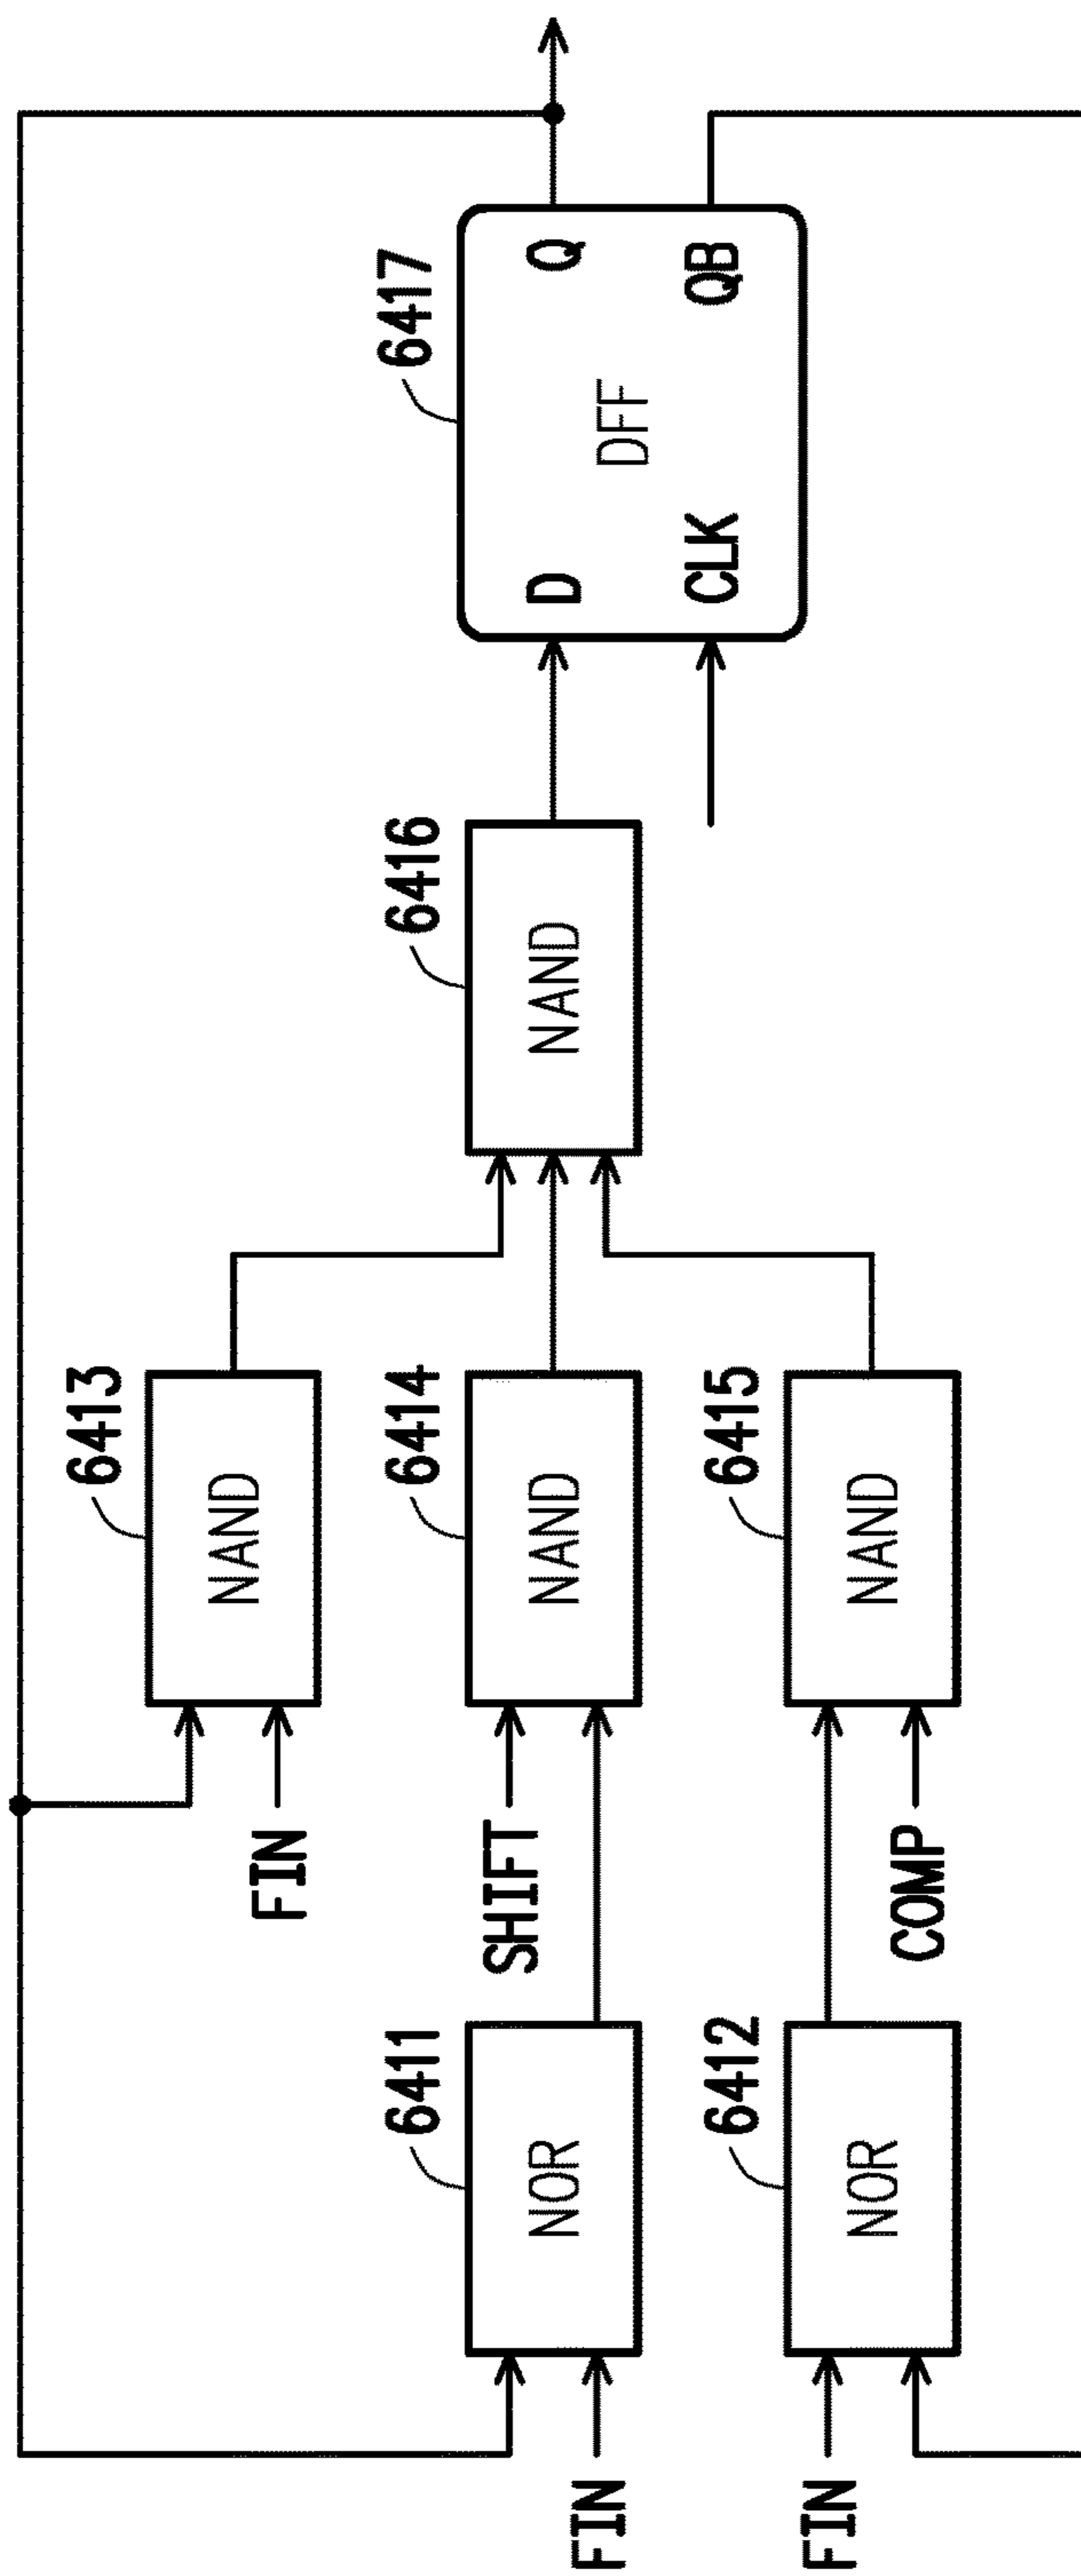 6413
NAND
FIN
6417
D
Q
DFF
CLK
QB
6411
NOR
FIN
SHIFT
6414
NAND
6416
NAND
6412
NOR
FIN
COMP
6415
NAND